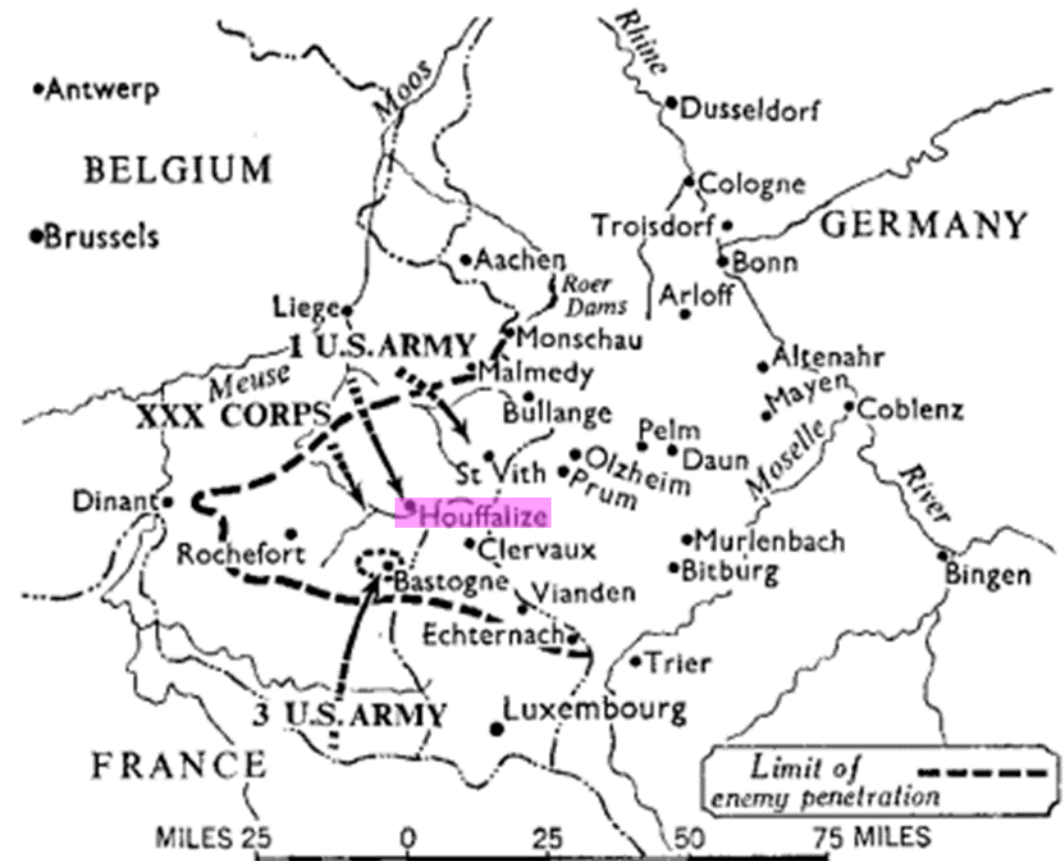 Rhine
Moos
Antwerp
Dusseldorf
BELGIUM
Cologne
Troisdorf
GERMANY
Brussels
Aachen
Bonn
Roer
Dams
Arloff
Liege
1 U.S. ARMY
Monschau
Altenahr
Meuse
Malmedy
Mayen
XXX CORPS
Bullange
Coblenz
Pelm
Daun
Moselle
St Vith
Olzheim
Prum
River
Dinant
Houffalize
Rochefort
Clervaux
Murlenbach
Bastogne
Bitburg
Bingen
Vianden
Echternach
Trier
3 U.S. ARMY
Luxembourg
FRANCE
Limit of
enemy penetration
MILES 25 0 25 50 75 MILES